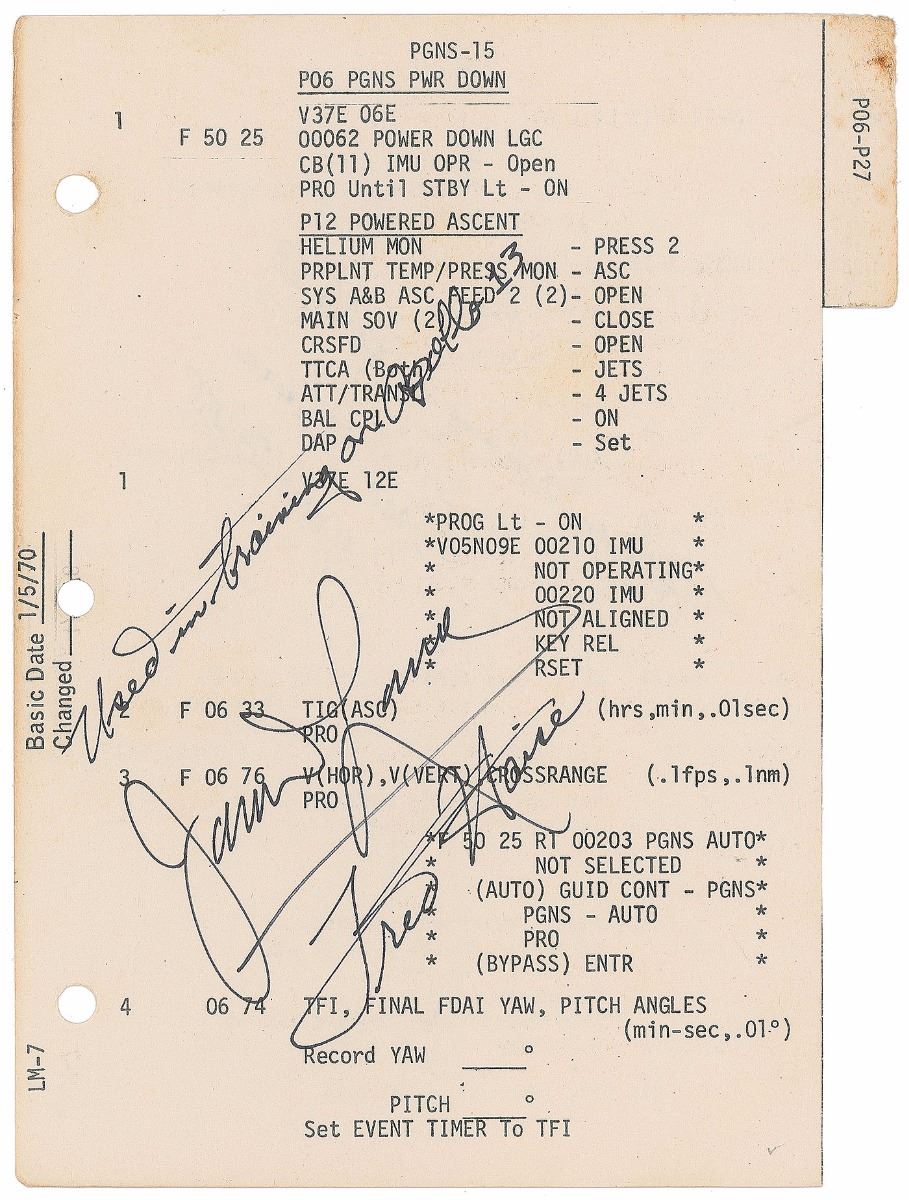 PGNS-15
P06 PGNS PWR DOWN
1 V37E 06E
F 50 25 00062 POWER DOWN LGC
CB(11) IMU OPR - Open
PRO Until STBY Lt - ON
P12 POWERED ASCENT
HELIUM MON - PRESS 2
PRPLNT TEMP/PRESS MON - ASC
SYS A&B ASC FEED 2 (2)- OPEN
MAIN SOV (2) - CLOSE
CRSFD - OPEN
TTCA (Both) - JETS
ATT/TRANSL - 4 JETS
BAL CPL - ON
DAP - Set
1 V37E 12E
*PROG Lt - ON *
*V05N09E 00210 IMU *
* NOT OPERATING*
* 00220 IMU *
* NOT ALIGNED *
* KEY REL *
* RSET *
2 F 06 33 TIG(ASC) (hrs,min,.01sec)
PRO
3 F 06 76 V(HOR),V(VERT) CROSSRANGE (.1fps,.1nm)
PRO
*F 50 25 RT 00203 PGNS AUTO*
* NOT SELECTED *
* (AUTO) GUID CONT - PGNS*
* PGNS - AUTO *
* PRO *
* (BYPASS) ENTR *
4 06 74 TFI, FINAL FDAI YAW, PITCH ANGLES
(min-sec,.01°)
Record YAW ____°
PITCH ____°
Set EVENT TIMER To TFI
P06-P27
Basic Date 1/5/70
Changed
LM-7
Used in training on Apollo 13
James Lovell
Fred Haise